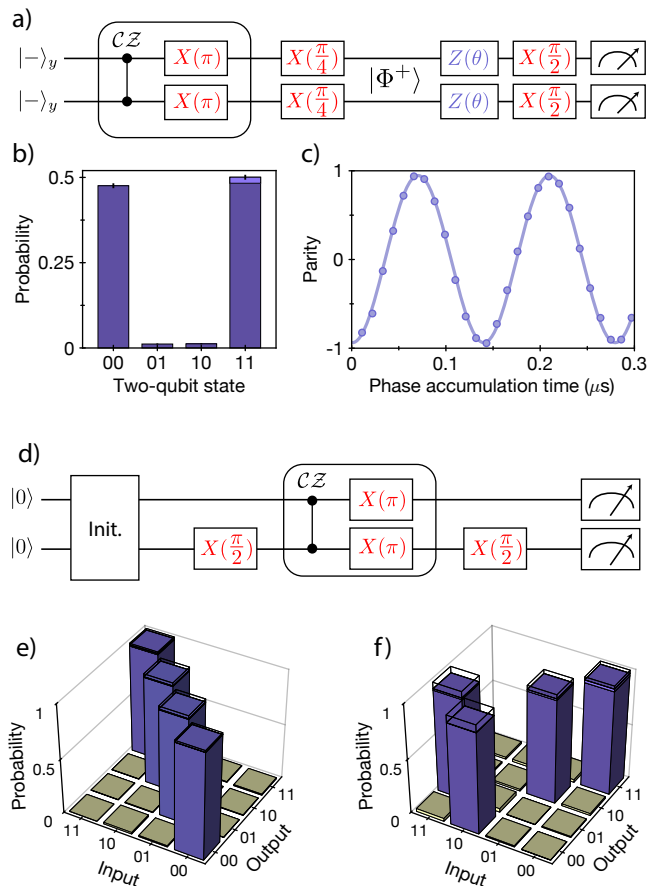 a)
𝒞𝒵
|−⟩y X(π) X(π/4) Z(θ) X(π/2)
|Φ⁺⟩
|−⟩y X(π) X(π/4) Z(θ) X(π/2)
b) c)
0.5 0.25 0
Probability
00 01 10 11
Two-qubit state
1 0 -1
Parity
0 0.1 0.2 0.3
Phase accumulation time (μs)
d)
𝒞𝒵
|0⟩ X(π)
Init.
|0⟩ X(π/2) X(π) X(π/2)
e) f)
1 0.5 0
Probability
11 10 01 00
Input
00 01 10 11
Output
1 0.5 0
Probability
11 10 01 00
Input
00 01 10 11
Output